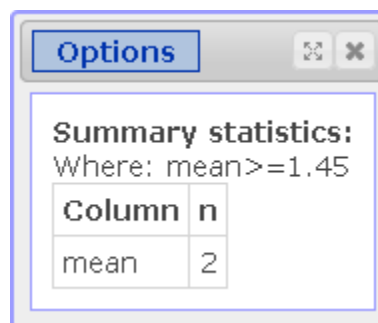 Options
Summary statistics:
Where: mean>=1.45
Column n
mean 2